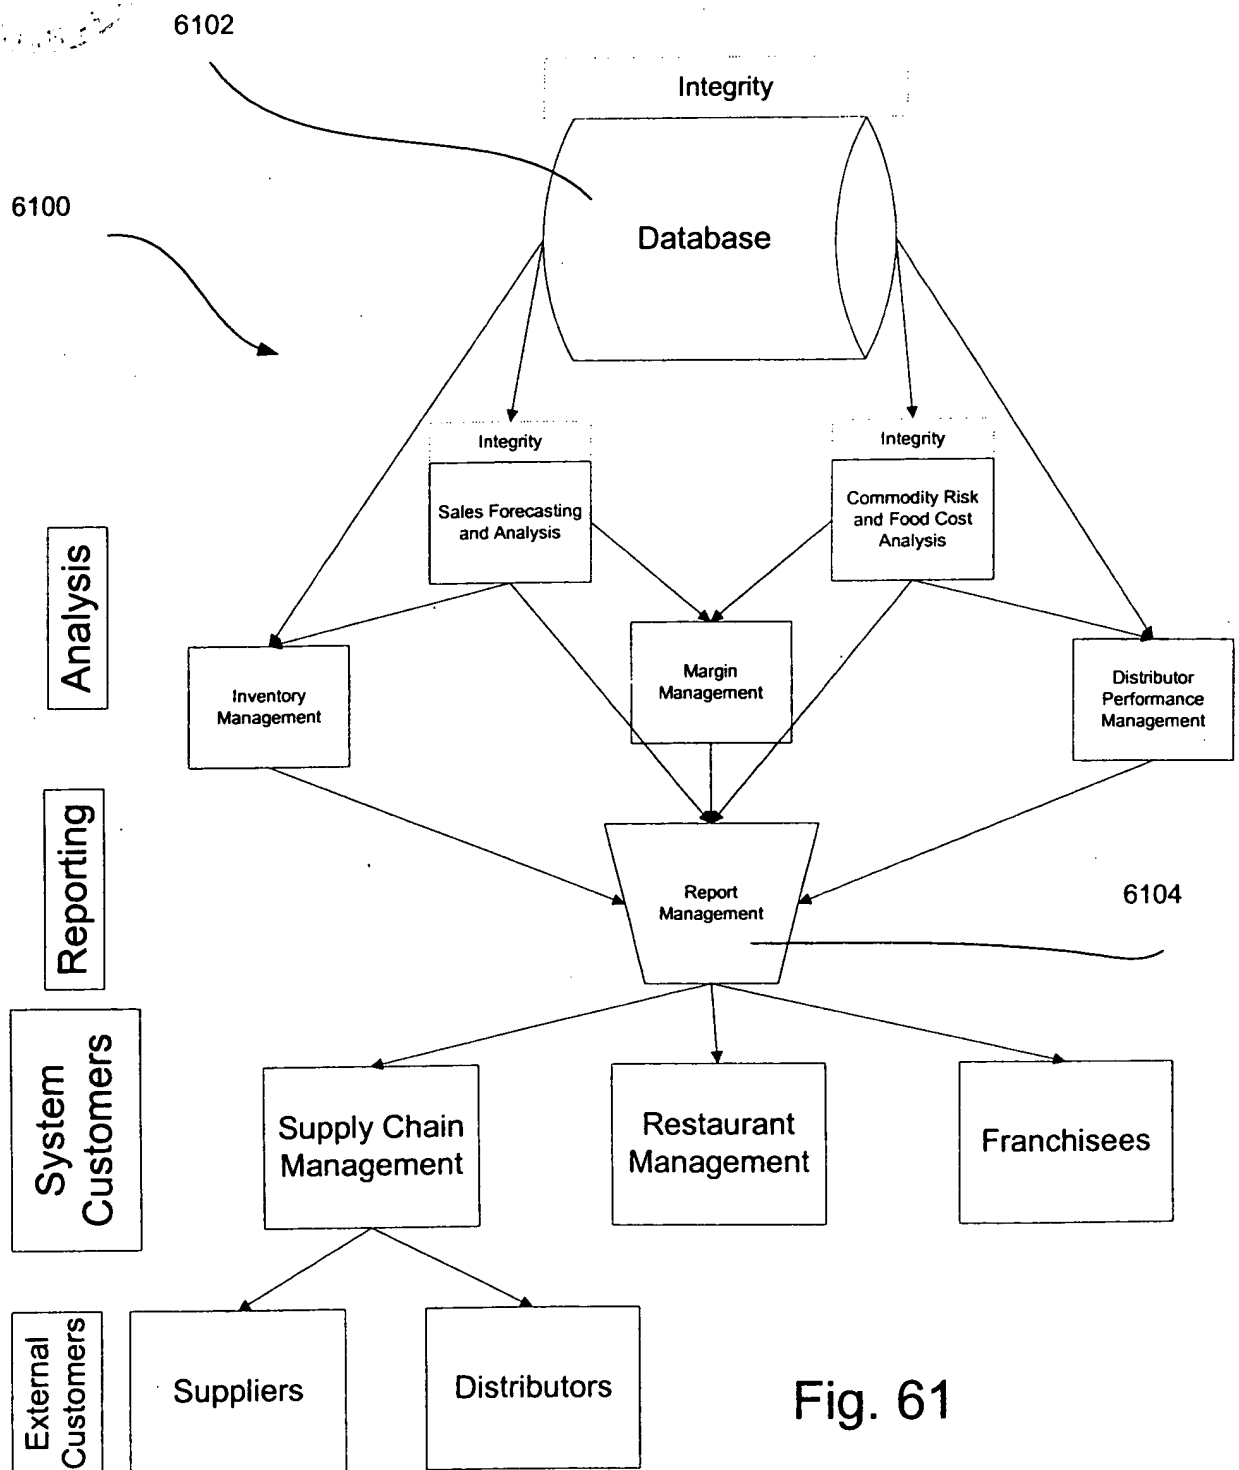 6102
Integrity
6100
Database
Integrity
Integrity
Sales Forecasting
and Analysis
Commodity Risk
and Food Cost
Analysis
Analysis
Inventory
Management
Margin
Management
Distributor
Performance
Management
Reporting
Report
Management
6104
System
Customers
Supply Chain
Management
Restaurant
Management
Franchisees
External
Customers
Suppliers
Distributors
Fig. 61